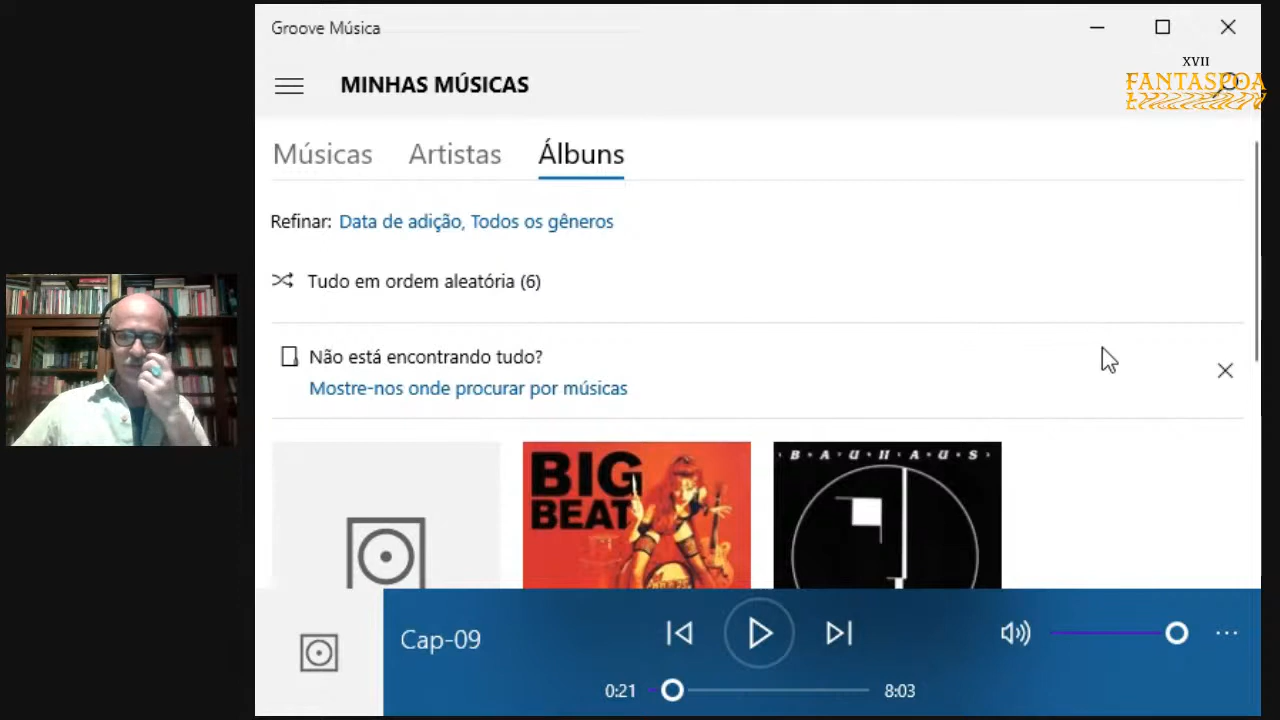 Groove Música
XVII
FANTASPOA
MINHAS MÚSICAS
Músicas Artistas Álbuns
Refinar: Data de adição, Todos os gêneros
Tudo em ordem aleatória (6)
Não está encontrando tudo?
Mostre-nos onde procurar por músicas
BIG
BEAT
BAUHAUS
Cap-09
0:21
8:03